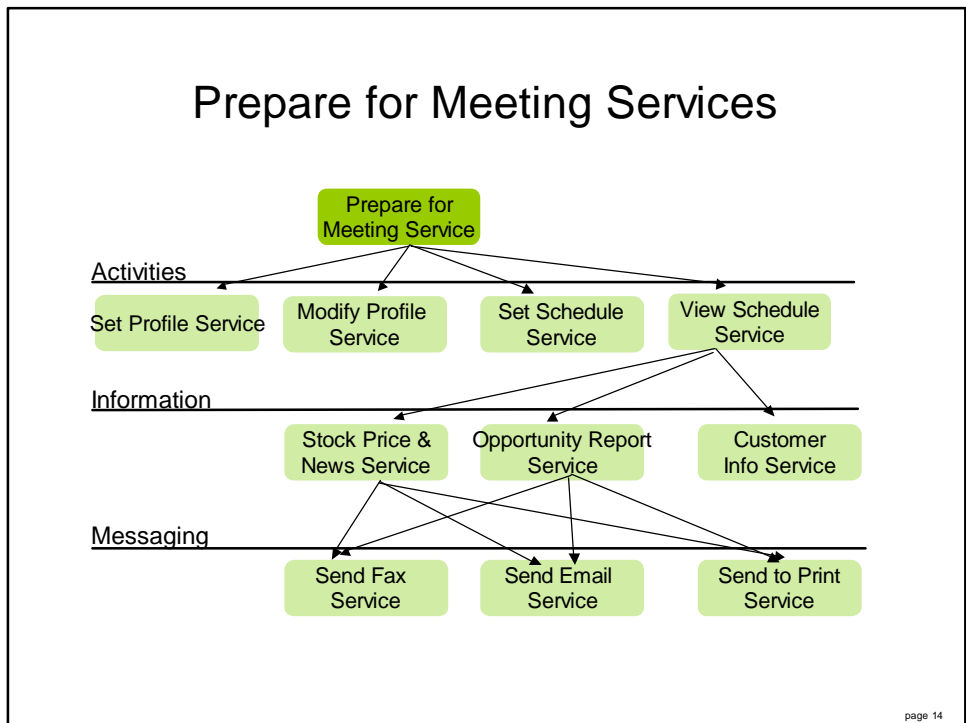 Prepare for Meeting Services
Prepare for
Meeting Service
Activities
Set Profile Service
Modify Profile
Service
Set Schedule
Service
View Schedule
Service
Information
Stock Price &
News Service
Opportunity Report
Service
Customer
Info Service
Messaging
Send Fax
Service
Send Email
Service
Send to Print
Service
page 14